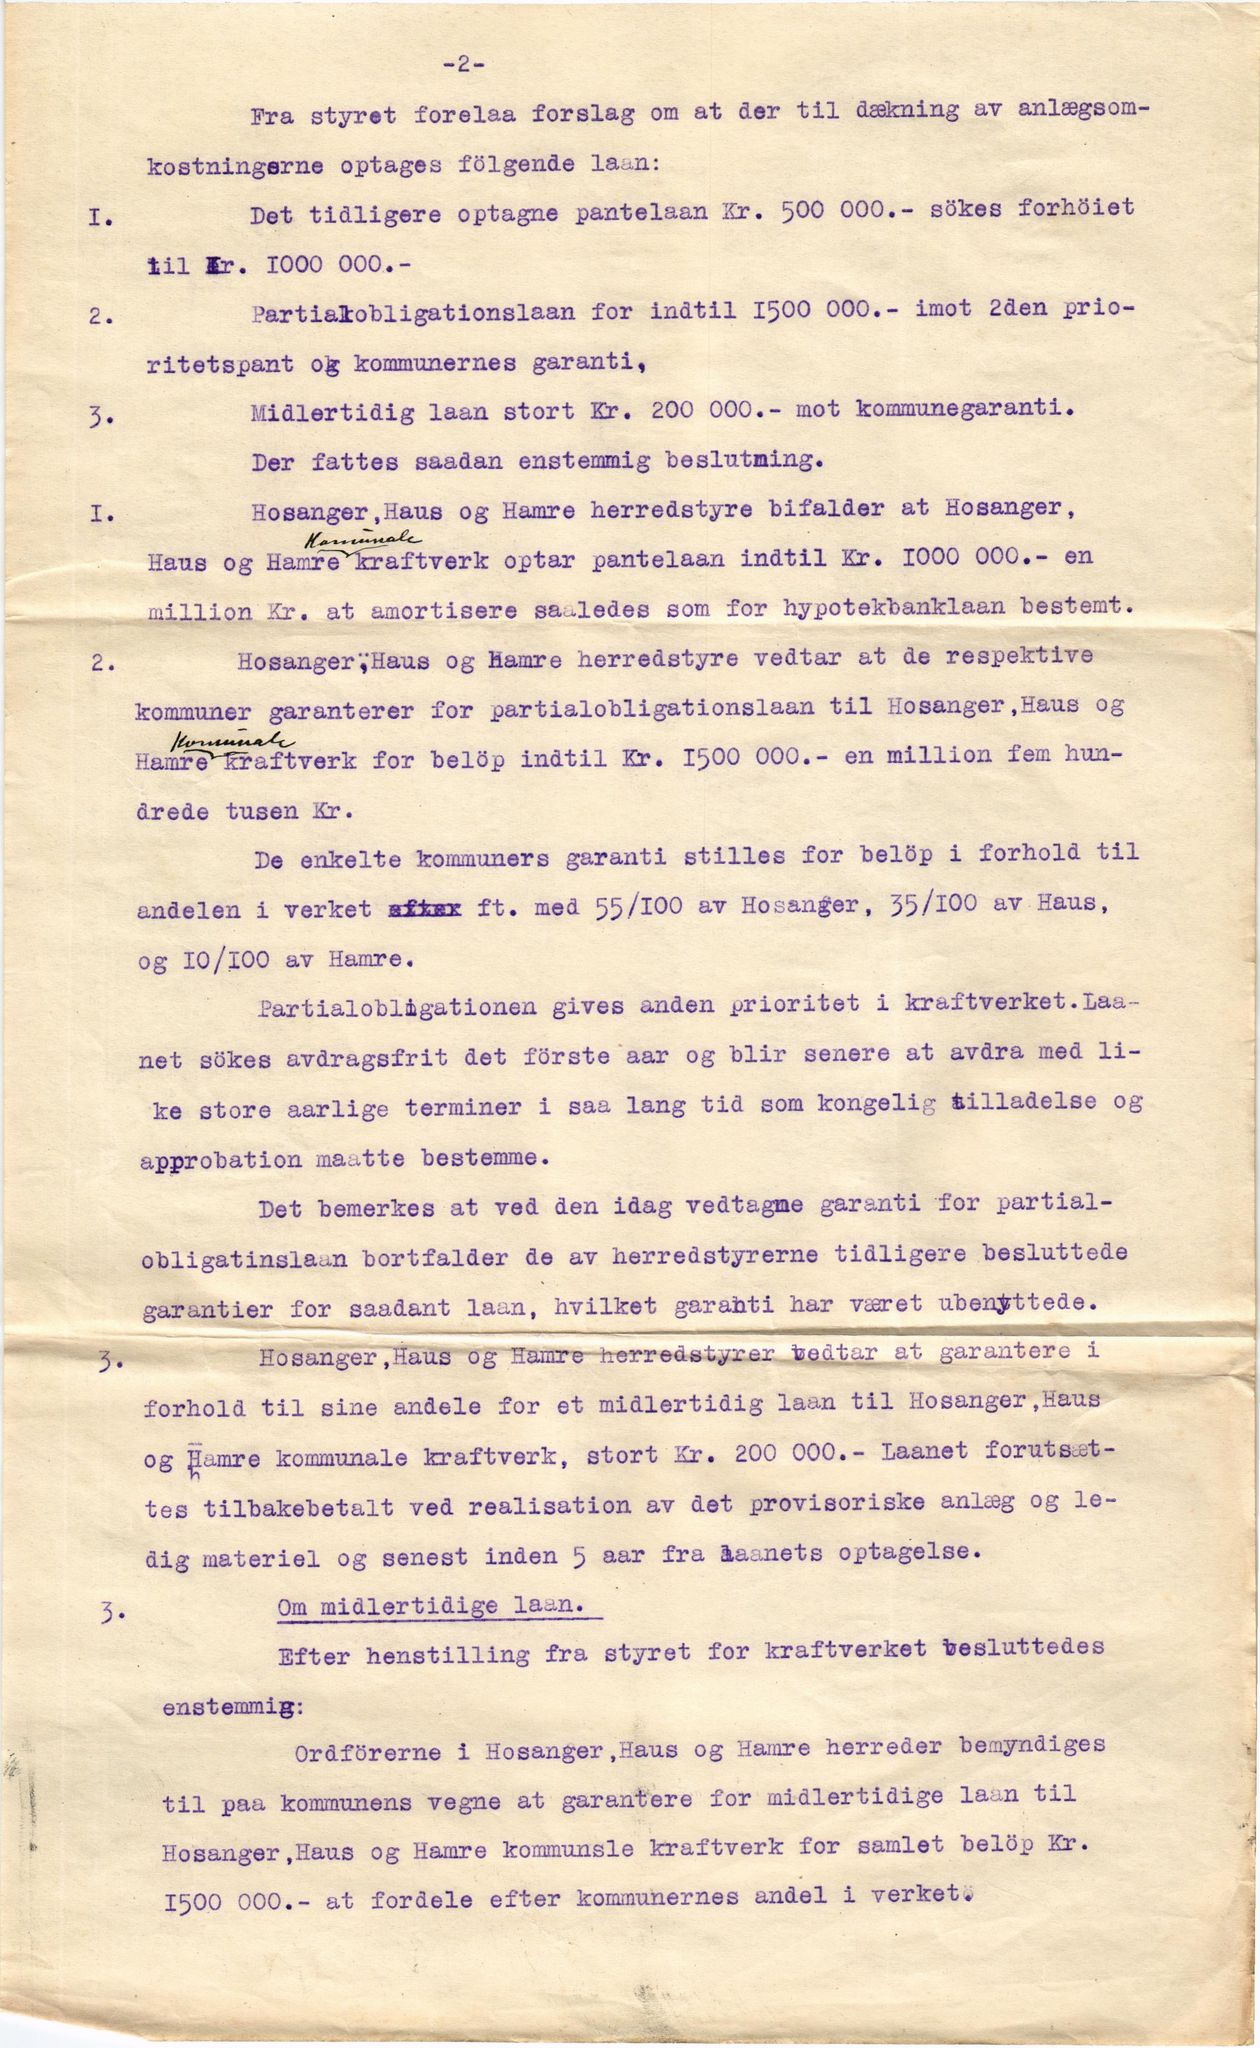 -2-
Fra styret forelaa forslag om at der til dækning av anlægsom-
kostningerne optages fölgende laan:
I. Det tidligere optagne pantelaan Kr. 500 000.- sökes forhöiet
til Kr. I000 000.-
2. Partialobligationslaan for indtil I500 000.- imot 2den prio-
ritetspant og kommunernes garanti,
3. Midlertidig laan stort Kr. 200 000.- mot kommunegaranti.
Der fattes saadan enstemmig beslutning.
I. Hosanger,Haus og Hamre herredstyre bifalder at Hosanger,
Komunale
Haus og Hamre kraftverk optar pantelaan indtil Kr. I000 000.- en
million Kr. at amortisere saaledes som for hypotekbanklaan bestemt.
2. Hosanger,Haus og Hamre herredstyre vedtar at de respektive
kommuner garanterer for partialobligationslaan til Hosanger,Haus og
Komunale
Hamre kraftverk for belöp indtil Kr. I500 000.- en million fem hun-
drede tusen Kr.
De enkelte kommuners garanti stilles for belöp i forhold til
andelen i verket efter ft. med 55/I00 av Hosanger, 35/I00 av Haus,
og I0/I00 av Hamre.
Partialobligationen gives anden prioritet i kraftverket.Laa-
net sökes avdragsfrit det förste aar og blir senere at avdra med li-
ke store aarlige terminer i saa lang tid som kongelig tilladelse og
approbation maatte bestemme.
Det bemerkes at ved den idag vedtagne garanti for partial-
obligatinslaan bortfalder de av herredstyrerne tidligere besluttede
garantier for saadant laan, hvilket garanti har været ubenyttede.
3. Hosanger,Haus og Hamre herredstyrer vedtar at garantere i
forhold til sine andele for et midlertidig laan til Hosanger,Haus
og Hamre kommunale kraftverk, stort Kr. 200 000.- Laanet forutsæt-
tes tilbakebetalt ved realisation av det provisoriske anlæg og le-
dig materiel og senest inden 5 aar fra laanets optagelse.
3. Om midlertidige laan.
Efter henstilling fra styret for kraftverket besluttedes
enstemmig:
Ordförerne i Hosanger,Haus og Hamre herreder bemyndiges
til paa kommunens vegne at garantere for midlertidige laan til
Hosanger,Haus og Hamre kommunsle kraftverk for samlet belöp Kr.
I500 000.- at fordele efter kommunernes andel i verket.